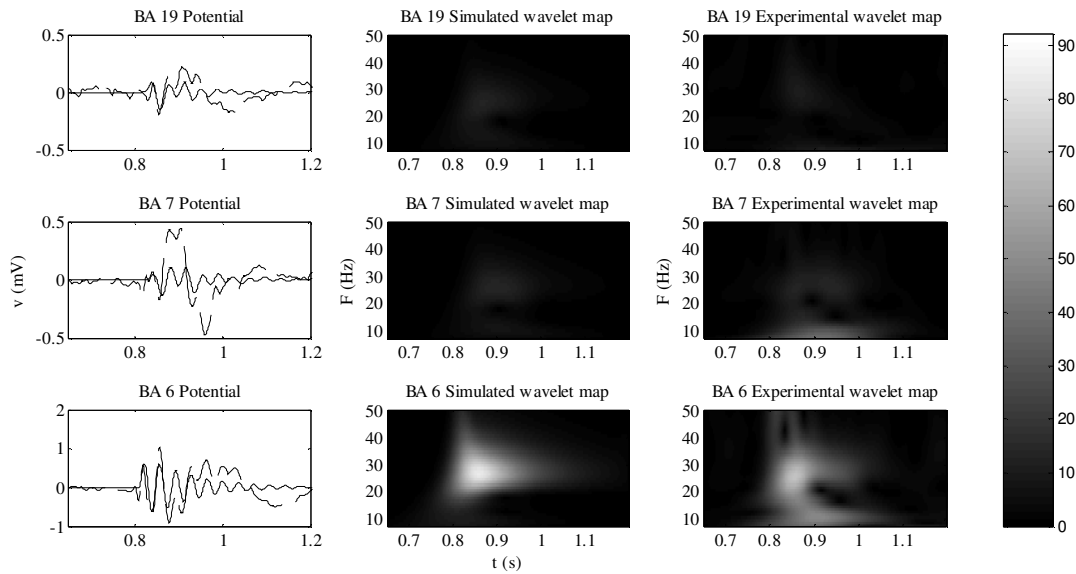 BA 19 Potential
0.5
0
-0.5
0.8 1 1.2
BA 19 Simulated wavelet map
50
40
30
20
10
0.7 0.8 0.9 1 1.1
BA 19 Experimental wavelet map
50
40
30
20
10
0.7 0.8 0.9 1 1.1
BA 7 Potential
v (mV)
0.5
0
-0.5
0.8 1 1.2
BA 7 Simulated wavelet map
F (Hz)
50
40
30
20
10
0.7 0.8 0.9 1 1.1
BA 7 Experimental wavelet map
F (Hz)
50
40
30
20
10
0.7 0.8 0.9 1 1.1
BA 6 Potential
2
1
0
-1
0.8 1 1.2
BA 6 Simulated wavelet map
50
40
30
20
10
0.7 0.8 0.9 1 1.1
t (s)
BA 6 Experimental wavelet map
50
40
30
20
10
0.7 0.8 0.9 1 1.1
90
80
70
60
50
40
30
20
10
0